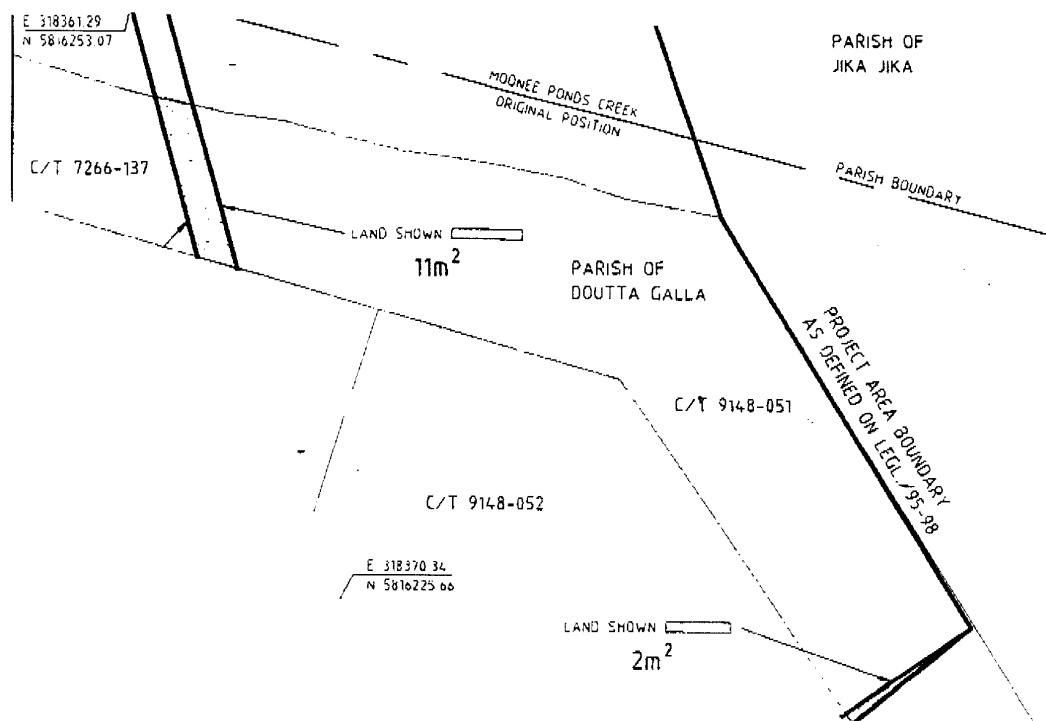 E 318361.29
N 5816253.07
PARISH OF
JIKA JIKA
MOONEE PONDS CREEK
ORIGINAL POSITION
C/T 7266-137
PARISH BOUNDARY
LAND SHOWN
11m²
PARISH OF
DOUTTA GALLA
PROJECT AREA BOUNDARY
AS DEFINED ON LEGL./95-98
C/T 9148-051
C/T 9148-052
E 318370.34
N 5816225.66
LAND SHOWN
2m²